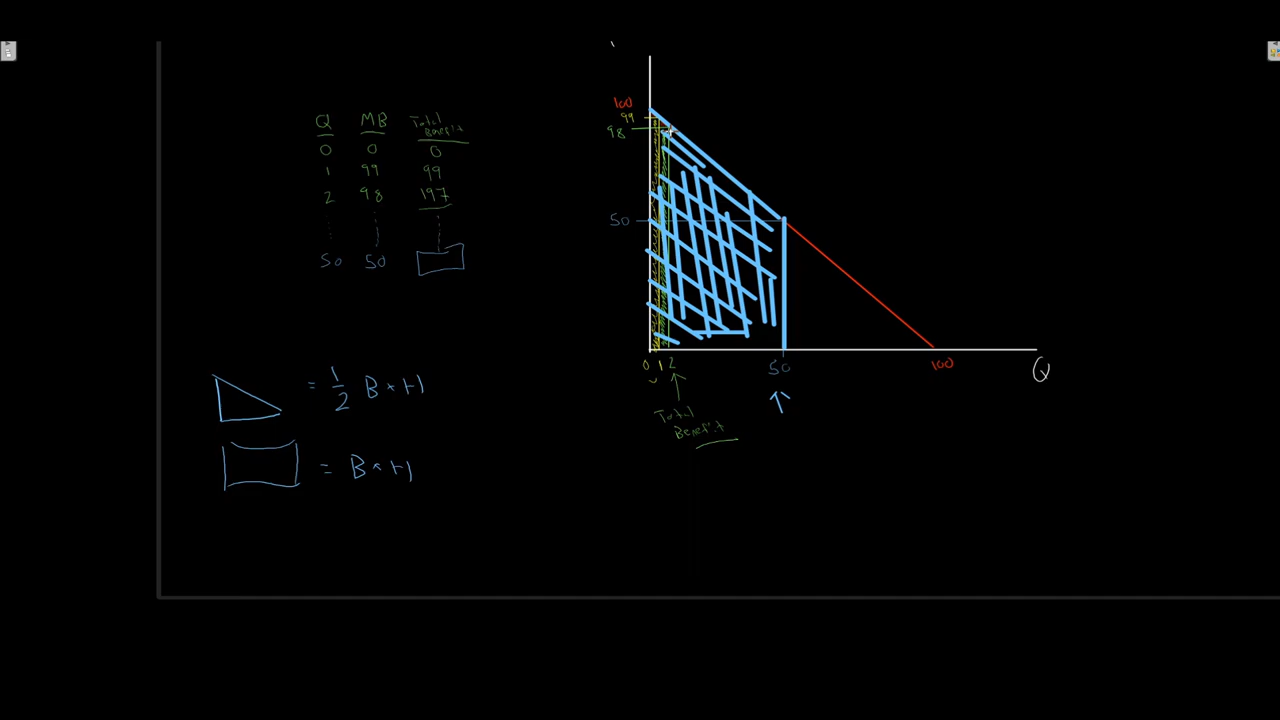 Q MB Total Benefit
0 0 0
1 99 99
2 98 197
50 50
= 1/2 B × H
= B × H
100
99
98
50
0 1 2 50 100 Q
Total
Benefit